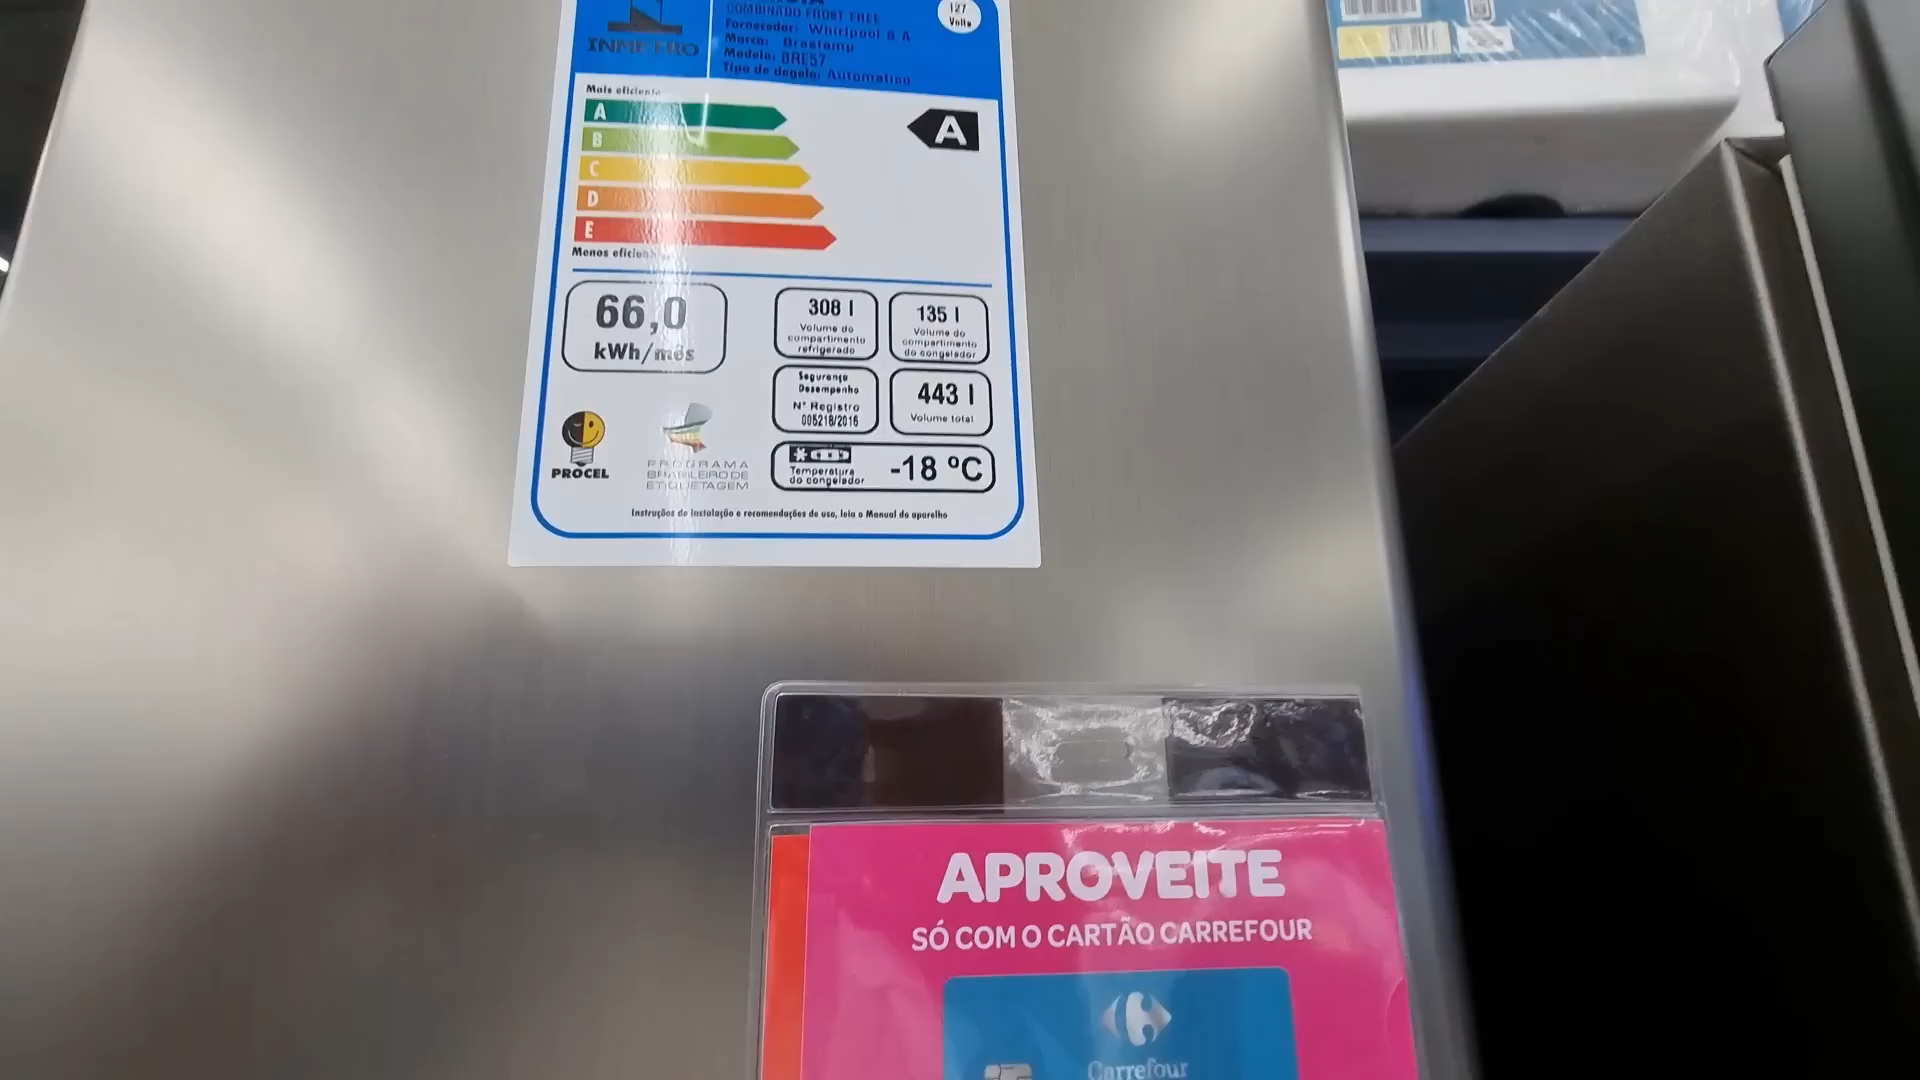 COMBINADO FROST FREE
Fornecedor: Whirlpool S A
Marca: Brastemp
Modelo: BRE57
Tipo de degelo: Automatico
127
Volts
INMETRO
Mais eficiente
A
B
C
D
E
Menos eficiente
A
66,0
kWh/mês
308 l
Volume do
compartimento
refrigerado
135 l
Volume do
compartimento
do congelador
Segurança
Desempenho
Nº Registro
005218/2016
443 l
Volume total
Temperatura
do congelador
-18 ºC
PROCEL
PROGRAMA
BRASILEIRO DE
ETIQUETAGEM
Instruções de instalação e recomendações de uso, leia o Manual do aparelho
APROVEITE
SÓ COM O CARTÃO CARREFOUR
Carrefour